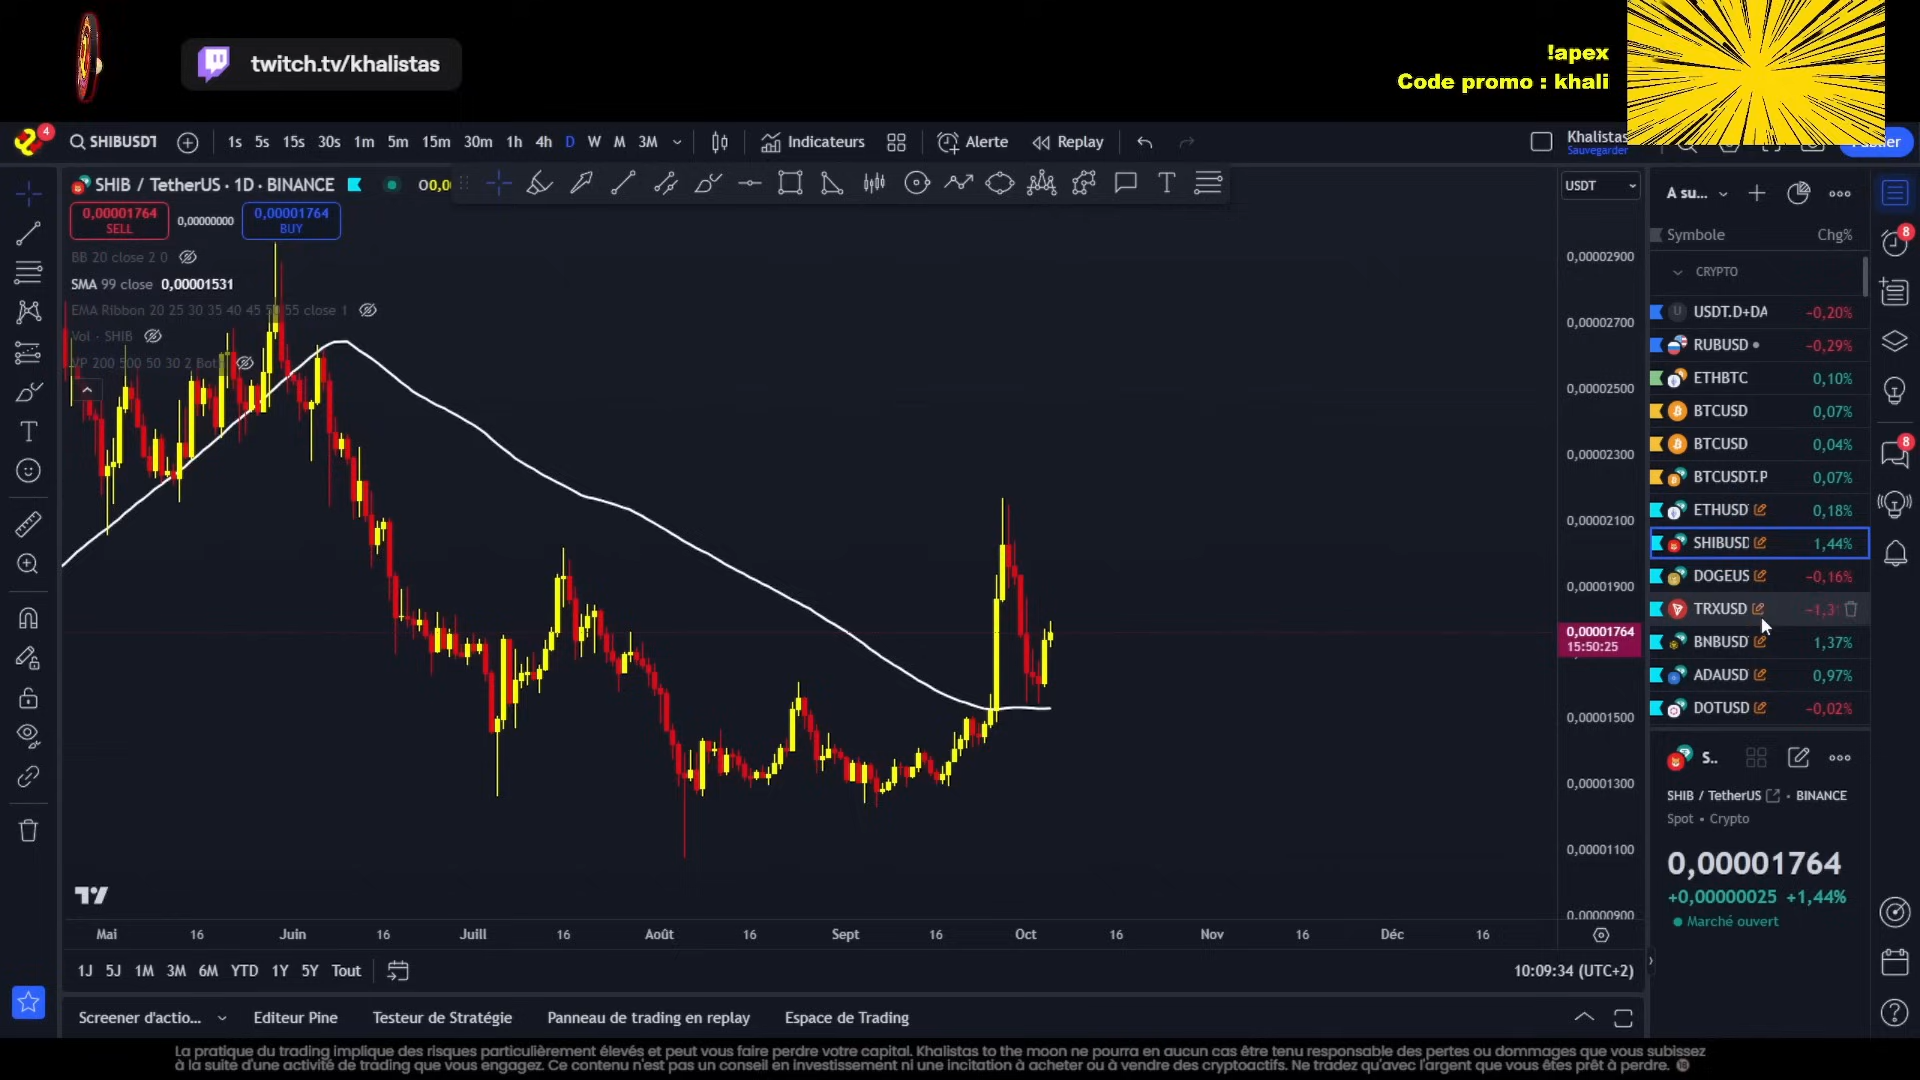 twitch.tv/khalistas
!apex
Code promo : khali
4
SHIBUSDT
1s 5s 15s 30s 1m 5m 15m 30m 1h 4h D W M 3M
Indicateurs
Alerte
Replay
Khalistas
Sauvegarder
SHIB / TetherUS · 1D · BINANCE
O0,0
0,00001764
SELL
0,00000000
0,00001764
BUY
BB 20 close 2 0
SMA 99 close 0,00001531
EMA Ribbon 20 25 30 35 40 45 50 55 close 1
Vol · SHIB
VP 200 500 50 30 2
USDT
0,00002900
0,00002700
0,00002500
0,00002300
0,00002100
0,00001900
0,00001764
15:50:25
0,00001500
0,00001300
0,00001100
0,00000900
Mai 16 Juin 16 Juill 16 Août 16 Sept 16 Oct 16 Nov 16 Déc 16
1J 5J 1M 3M 6M YTD 1Y 5Y Tout
10:09:34 (UTC+2)
Screener d'actio...
Editeur Pine
Testeur de Stratégie
Panneau de trading en replay
Espace de Trading
A su...
Symbole Chg%
CRYPTO
USDT.D+DA −0,20%
RUBUSD −0,29%
ETHBTC 0,10%
BTCUSD 0,07%
BTCUSD 0,04%
BTCUSDT.P 0,07%
ETHUSD 0,18%
SHIBUSD 1,44%
DOGEUS −0,16%
TRXUSD −1,3
BNBUSD 1,37%
ADAUSD 0,97%
DOTUSD −0,02%
S..
SHIB / TetherUS • BINANCE
Spot • Crypto
0,00001764
+0,00000025 +1,44%
Marché ouvert
8
8
La pratique du trading implique des risques particulièrement élevés et peut vous faire perdre votre capital. Khalistas to the moon ne pourra en aucun cas être tenu responsable des pertes ou dommages que vous subissez
à la suite d'une activité de trading que vous engagez. Ce contenu n'est pas un conseil en investissement ni une incitation à acheter ou à vendre des cryptoactifs. Ne tradez qu'avec l'argent que vous êtes prêt à perdre.